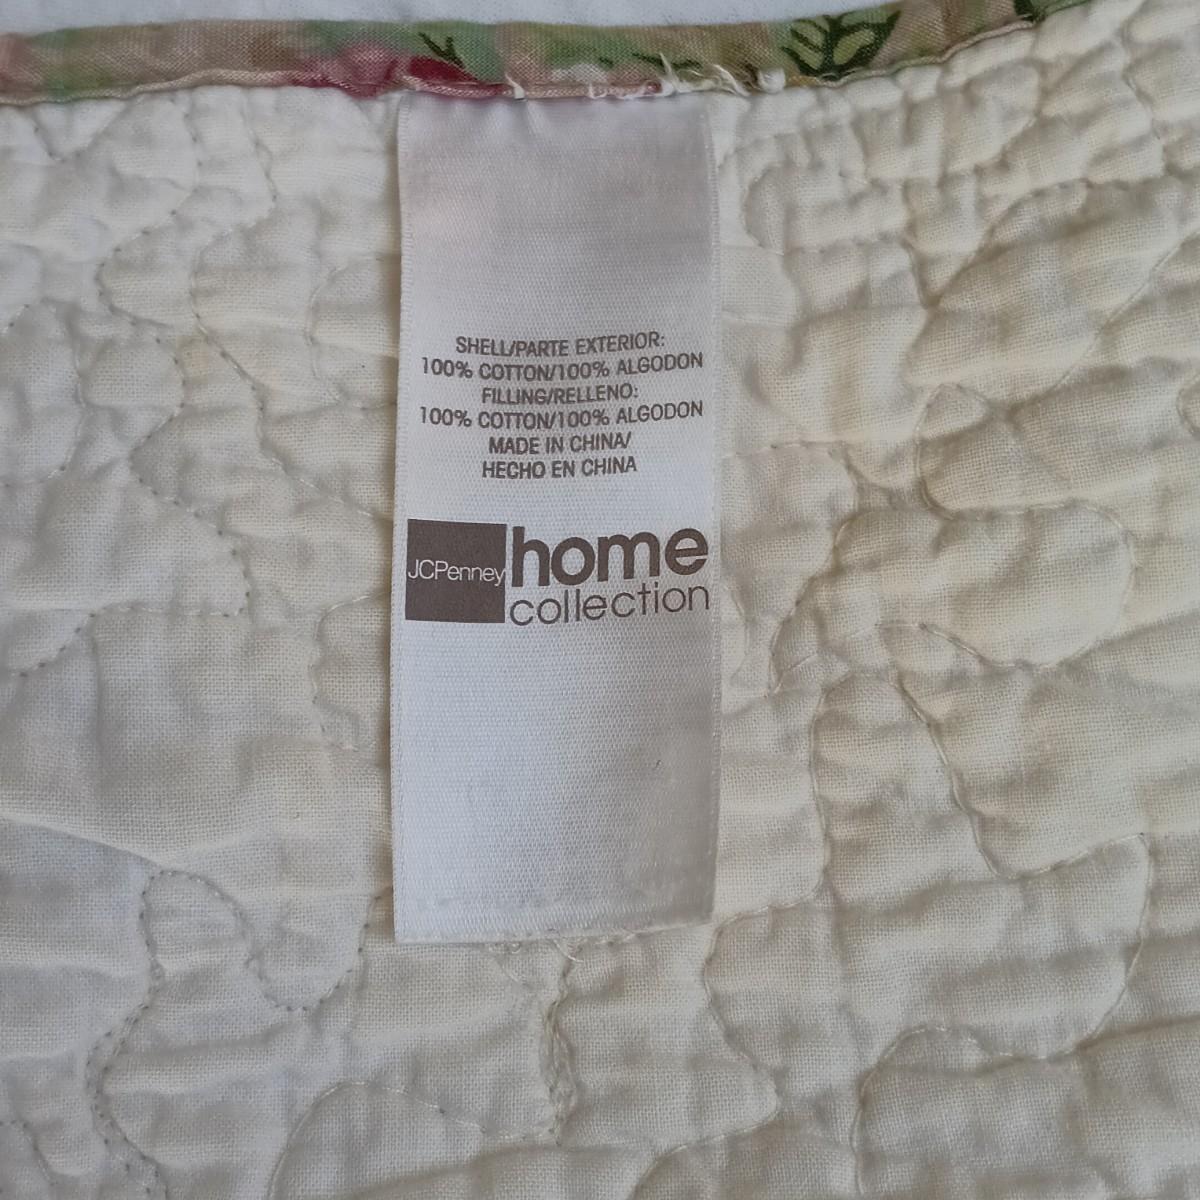 SHELL/PARTE EXTERIOR:
100% COTTON/100% ALGODON
FILLING/RELLENO:
100% COTTON/100% ALGODON
MADE IN CHINA/
HECHO EN CHINA
JCPenney home
collection